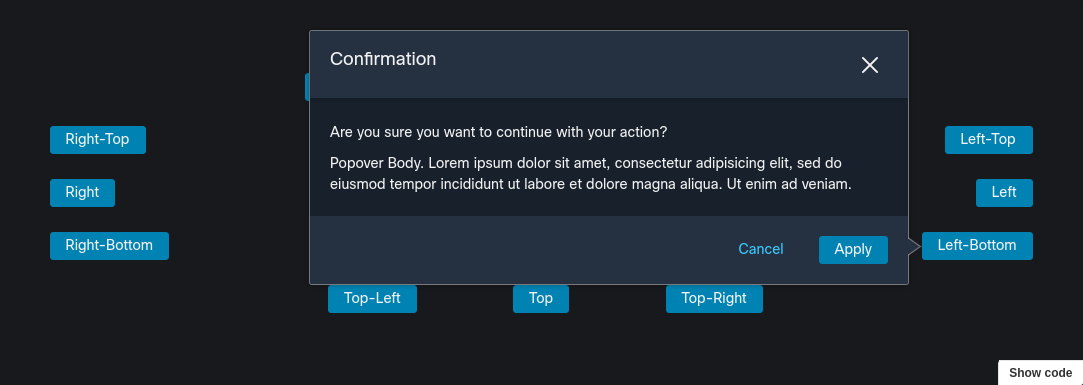 Confirmation
Are you sure you want to continue with your action?
Popover Body. Lorem ipsum dolor sit amet, consectetur adipisicing elit, sed do
eiusmod tempor incididunt ut labore et dolore magna aliqua. Ut enim ad veniam.
Cancel
Apply
Right-Top
Left-Top
Right
Left
Right-Bottom
Left-Bottom
Top-Left
Top
Top-Right
Show code